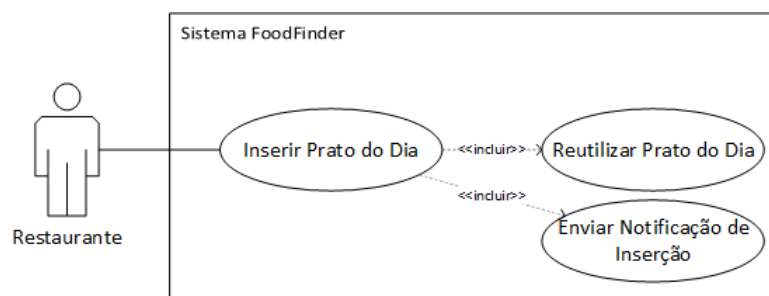 Sistema FoodFinder
Inserir Prato do Dia
<<incluir>>
Reutilizar Prato do Dia
<<incluir>>
Enviar Notificação de
Inserção
Restaurante